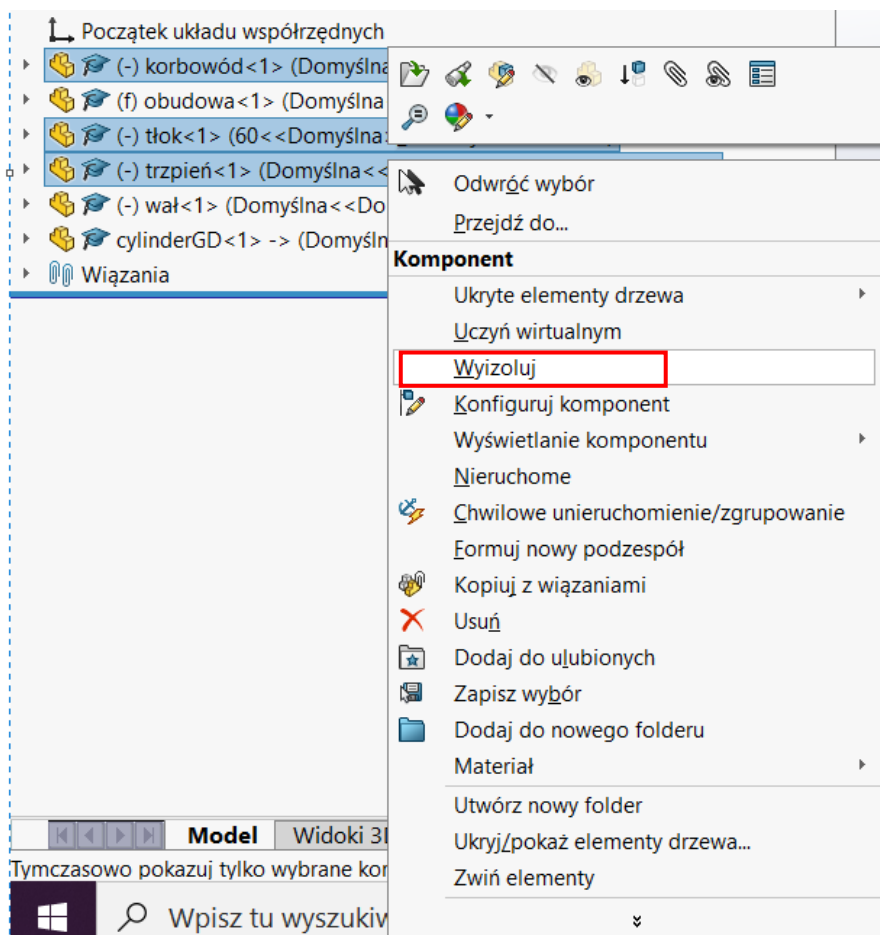 Początek układu współrzędnych
(-) korbowód<1> (Domyślna
(f) obudowa<1> (Domyślna
(-) tłok<1> (60<<Domyślna
(-) trzpień<1> (Domyślna<<
(-) wał<1> (Domyślna<<Do
cylinderGD<1> -> (Domyśln
Wiązania
Odwróć wybór
Przejdź do...
Komponent
Ukryte elementy drzewa
Uczyń wirtualnym
Wyizoluj
Konfiguruj komponent
Wyświetlanie komponentu
Nieruchome
Chwilowe unieruchomienie/zgrupowanie
Formuj nowy podzespół
Kopiuj z wiązaniami
Usuń
Dodaj do ulubionych
Zapisz wybór
Dodaj do nowego folderu
Materiał
Utwórz nowy folder
Ukryj/pokaż elementy drzewa...
Zwiń elementy
Model Widoki 3
Tymczasowo pokazuj tylko wybrane kor
Wpisz tu wyszukiw